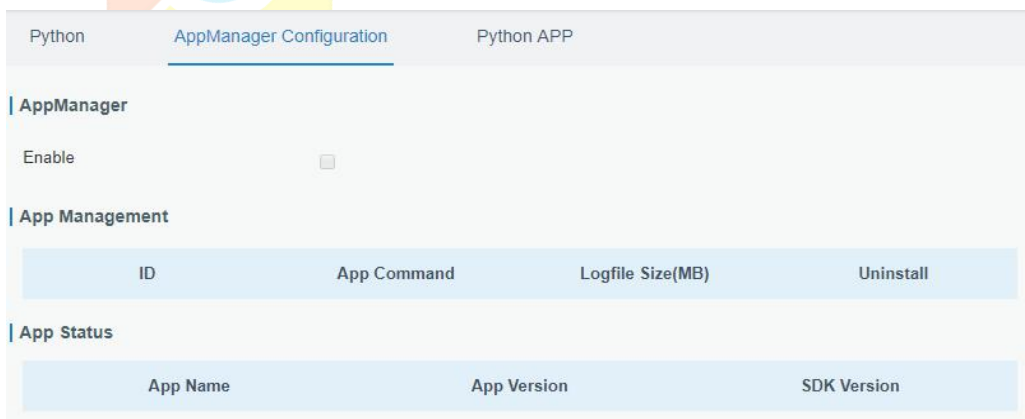 Python AppManager Configuration Python APP
AppManager
Enable
App Management
ID App Command Logfile Size(MB) Uninstall
App Status
App Name App Version SDK Version